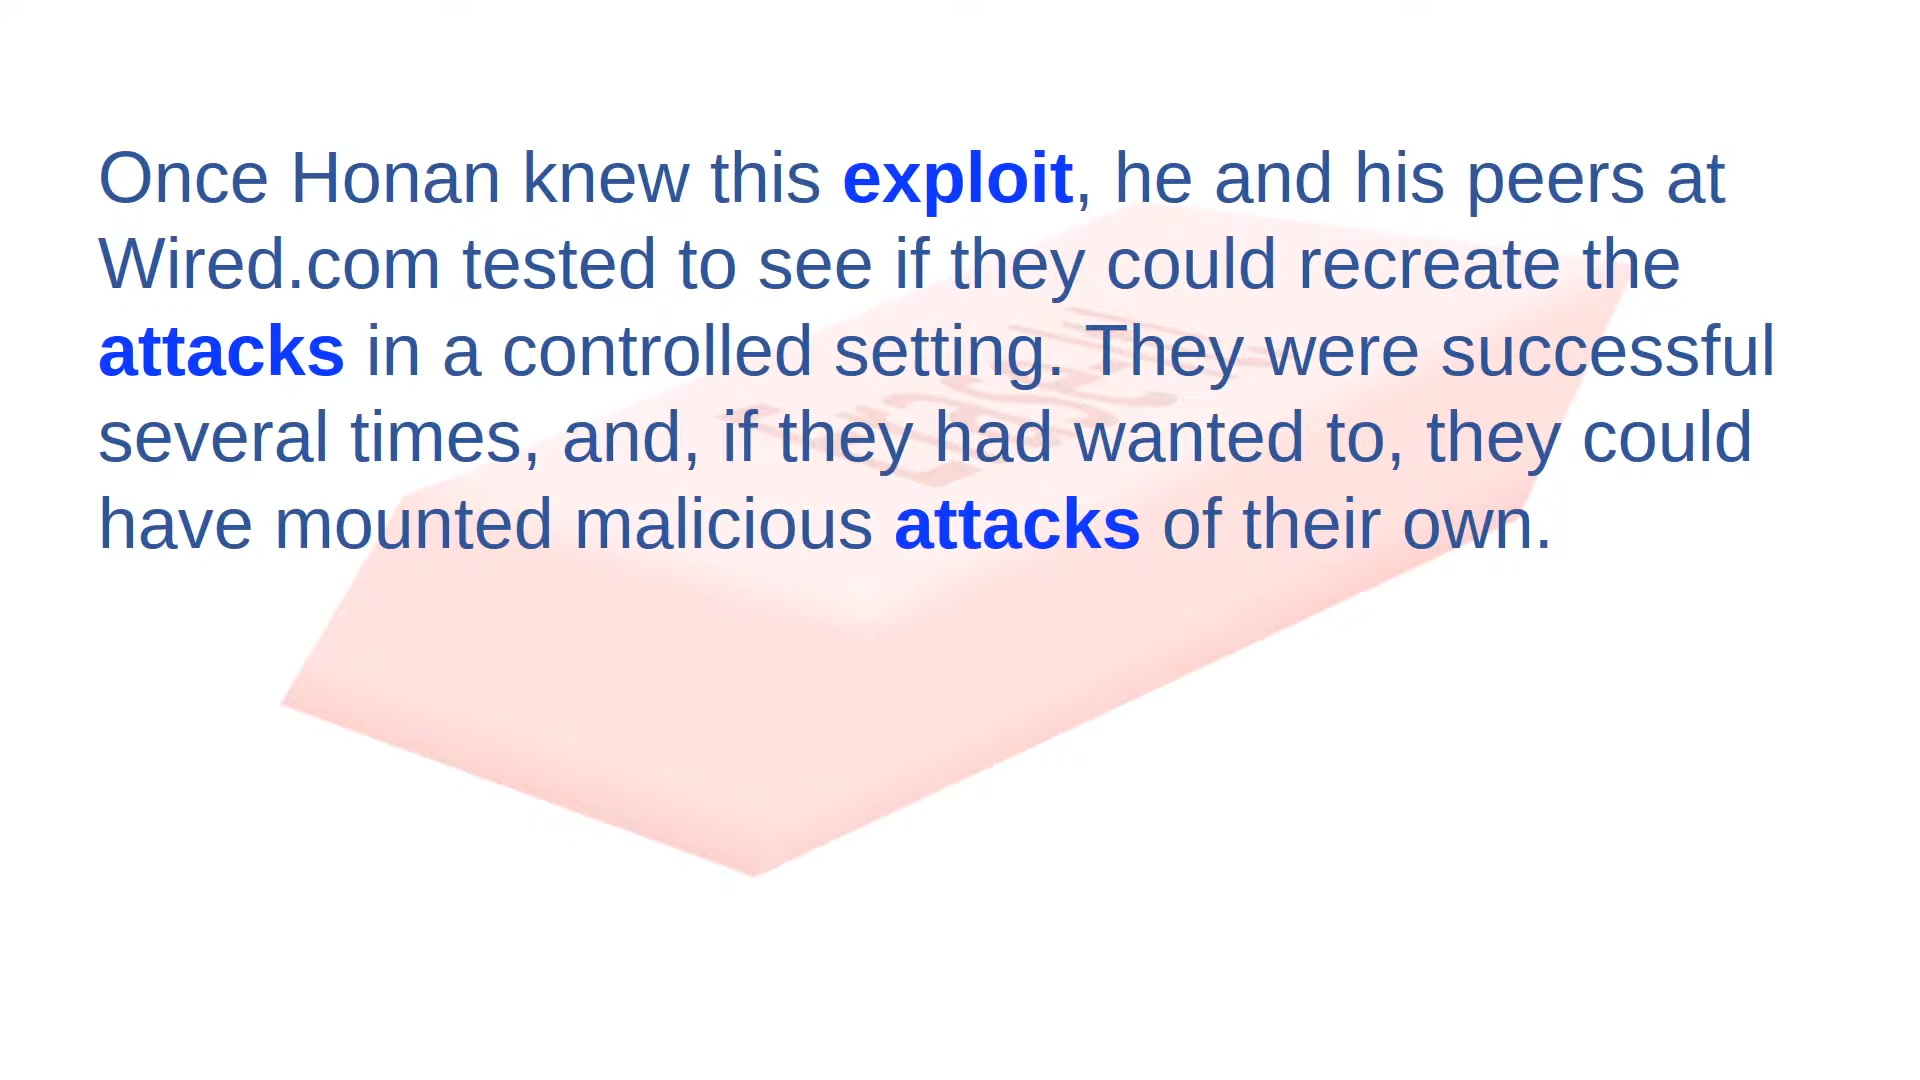 Once Honan knew this exploit, he and his peers at
Wired.com tested to see if they could recreate the
attacks in a controlled setting. They were successful
several times, and, if they had wanted to, they could
have mounted malicious attacks of their own.